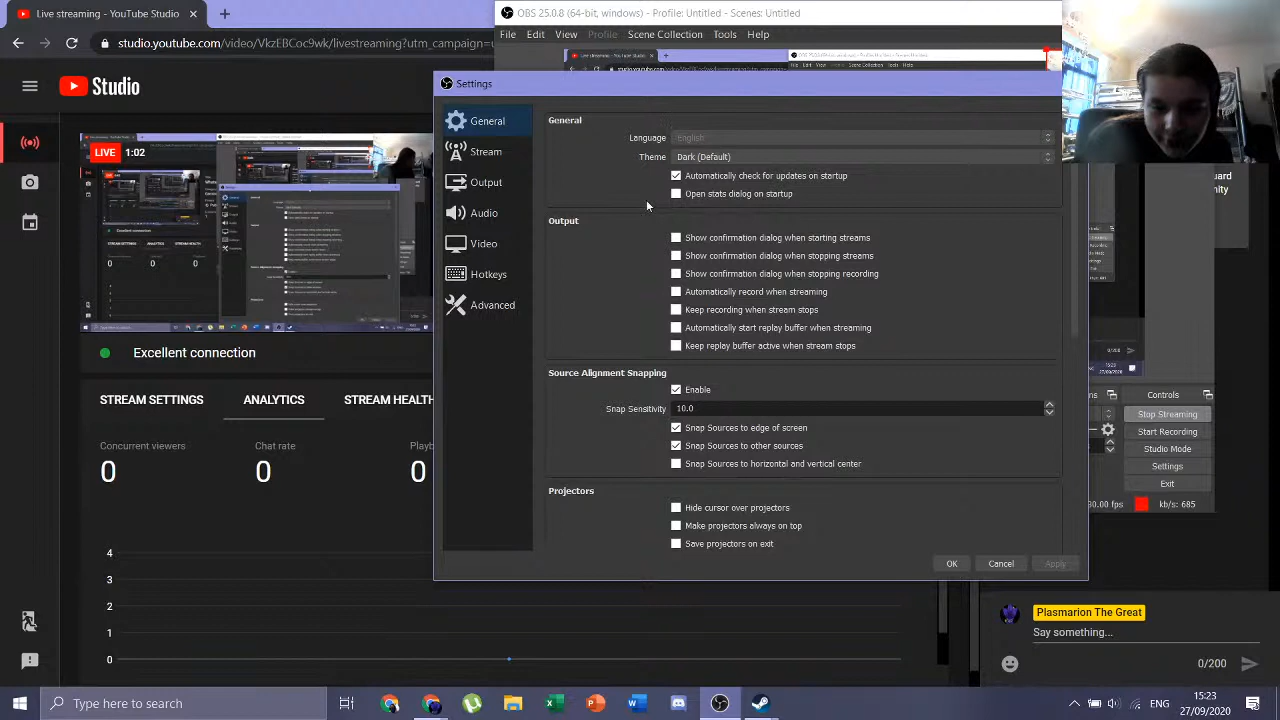 Live streaming - YouTube Studio
OBS 25.0.8 (64-bit, windows) - Profile: Untitled - Scenes: Untitled
studio.youtube.com/video/
File Edit View Profile Scene Collection Tools Help
Live streaming - YouTube Studio
Studio
Settings
General
Stream
Output
Audio
Video
Hotkeys
Advanced
General
Language English
Theme Dark (Default)
Automatically check for updates on startup
Open stats dialog on startup
Output
Show confirmation dialog when starting streams
Show confirmation dialog when stopping streams
Show confirmation dialog when stopping recording
Automatically record when streaming
Keep recording when stream stops
Automatically start replay buffer when streaming
Keep replay buffer active when stream stops
Source Alignment Snapping
Enable
Snap Sensitivity 10.0
Snap Sources to edge of screen
Snap Sources to other sources
Snap Sources to horizontal and vertical center
Projectors
Hide cursor over projectors
Make projectors always on top
Save projectors on exit
OK Cancel Apply
LIVE 1:02
Excellent connection
STREAM SETTINGS ANALYTICS STREAM HEALTH
Concurrent viewers Chat rate
0 0 0
4
3
2
1
0
Controls
Stop Streaming
Start Recording
Studio Mode
Settings
Exit
kb/s: 685
Plasmarion The Great
Say something...
0/200
Type here to search
ENG
15:23
27/09/2020